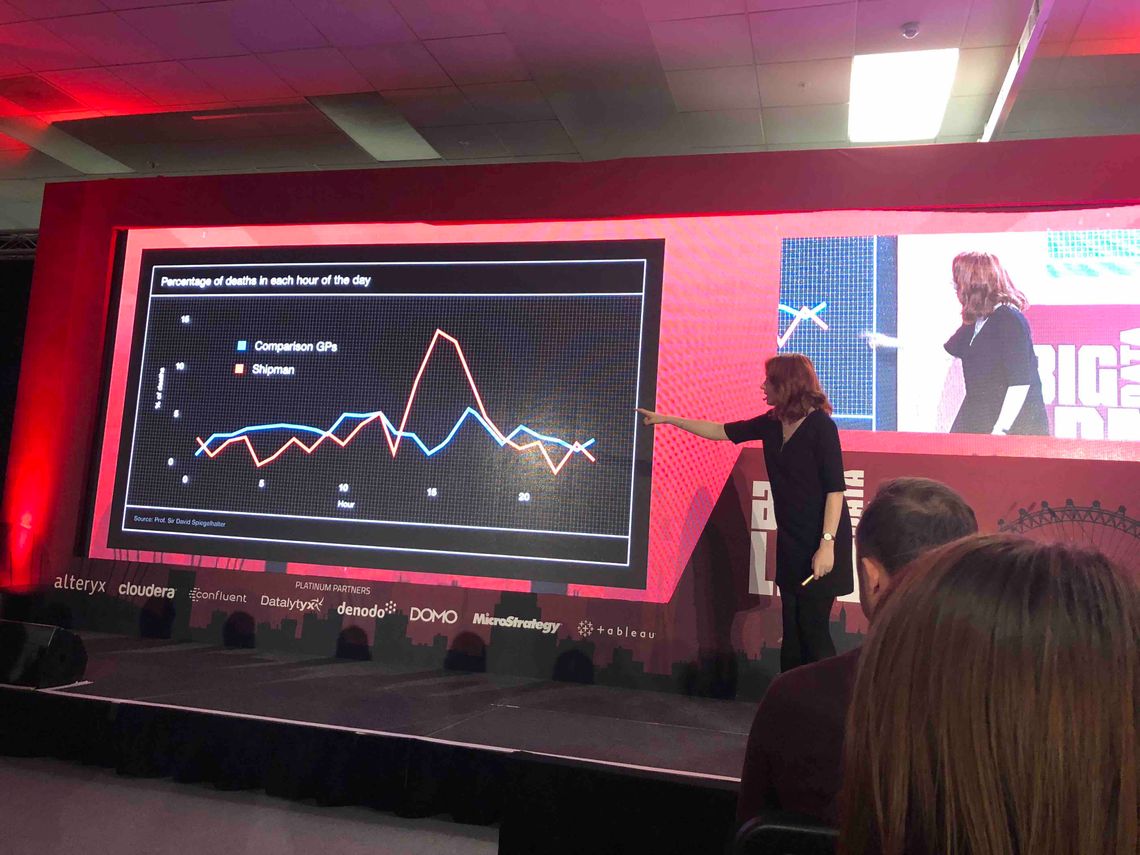 Percentage of deaths in each hour of the day
15
Comparison GPs
10
Shipman
% of deaths
5
0
0
5
10
15
20
Hour
Source: Prof. Sir David Spiegelhalter
BIG
DATA
PLATINUM PARTNERS
alteryx
cloudera
confluent
Datalytyx
denodo
DOMO
MicroStrategy
+ableau